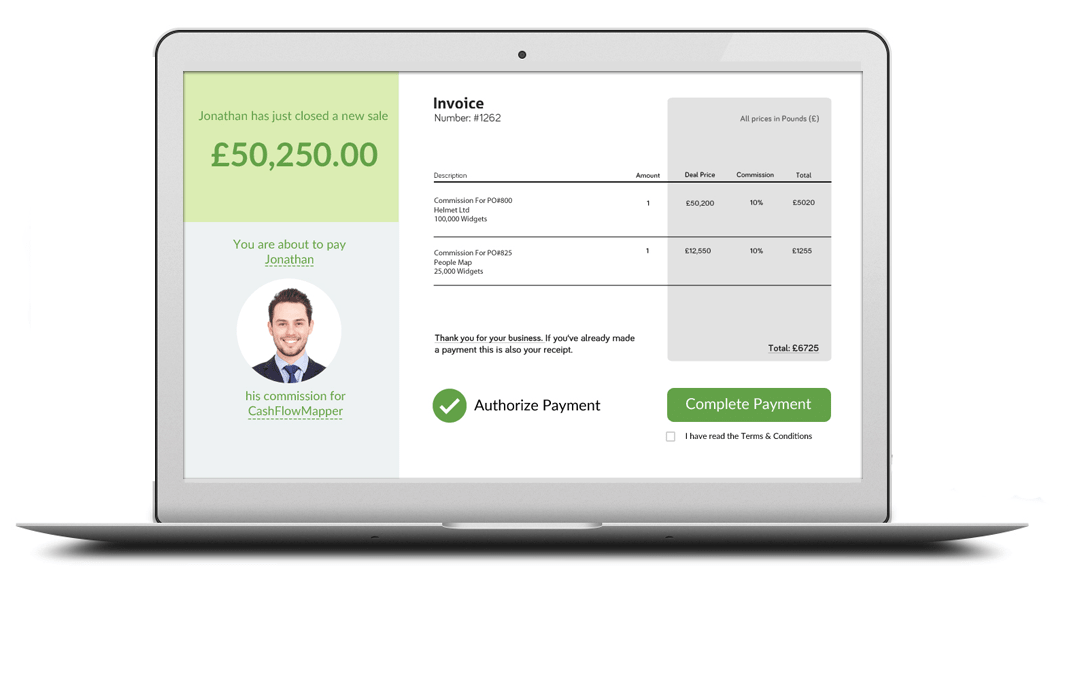 Jonathan has just closed a new sale
£50,250.00
You are about to pay
Jonathan
his commission for
CashFlowMapper
Invoice
Number: #1262
All prices in Pounds (£)
Description Amount Deal Price Commission Total
Commission For PO#800
Helmet Ltd
100,000 Widgets
1 £50,200 10% £5020
Commission For PO#825
People Map
25,000 Widgets
1 £12,550 10% £1255
Thank you for your business. If you've already made
a payment this is also your receipt.
Total: £6725
Authorize Payment
Complete Payment
I have read the Terms & Conditions